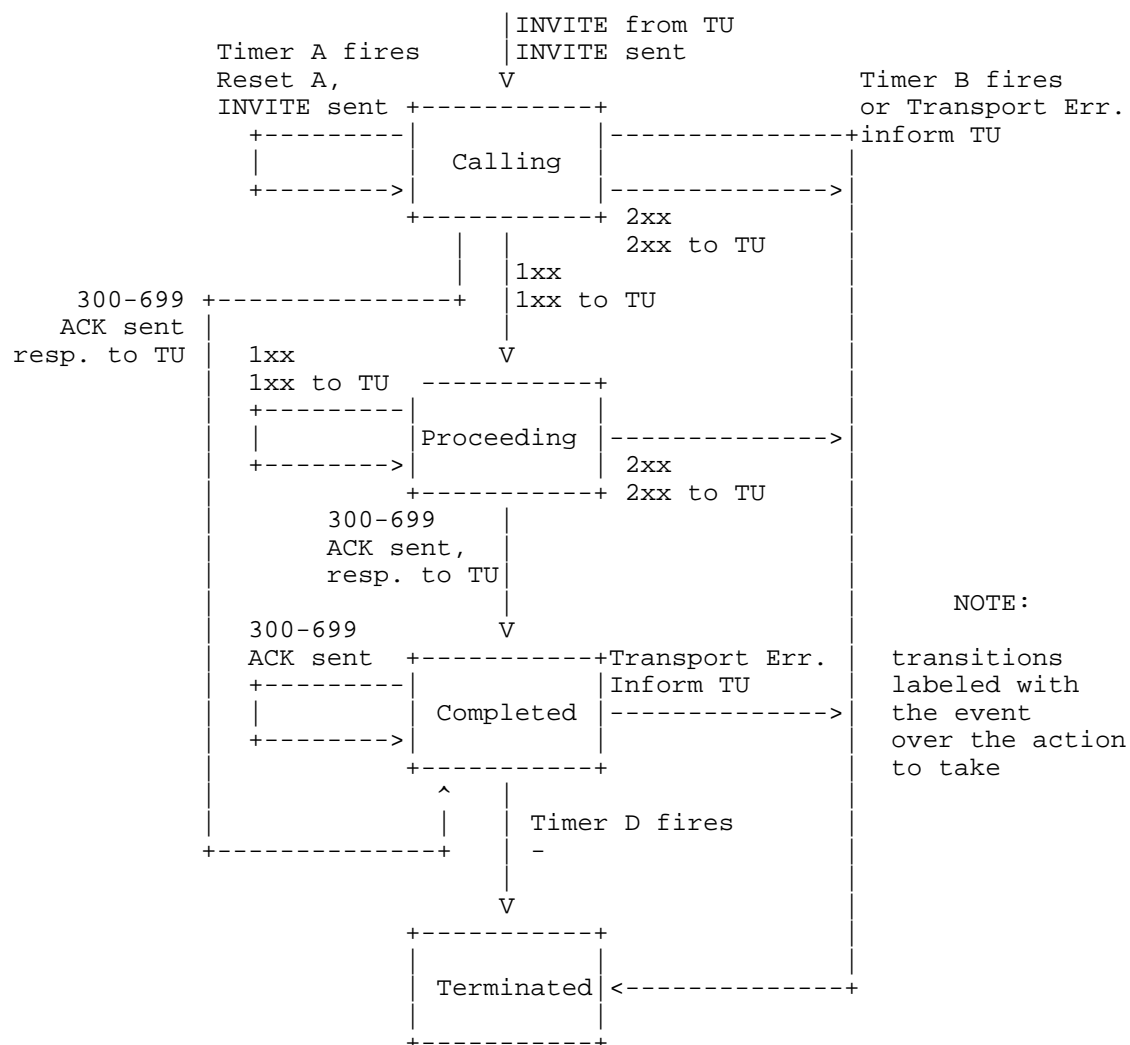 INVITE from TU
Timer A fires INVITE sent
Reset A, Timer B fires
INVITE sent or Transport Err.
inform TU
Calling
2xx
2xx to TU
1xx
300-699 1xx to TU
ACK sent
resp. to TU 1xx
1xx to TU
Proceeding
2xx
2xx to TU
300-699
ACK sent,
resp. to TU
NOTE:
300-699
ACK sent Transport Err. transitions
Inform TU labeled with
Completed the event
over the action
to take
Timer D fires
-
Terminated